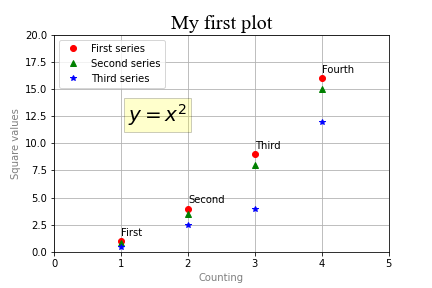 My first plot
20.0
17.5
15.0
12.5
10.0
7.5
5.0
2.5
0.0
Square values
First series
Second series
Third series
y = x²
First
Second
Third
Fourth
0 1 2 3 4 5
Counting